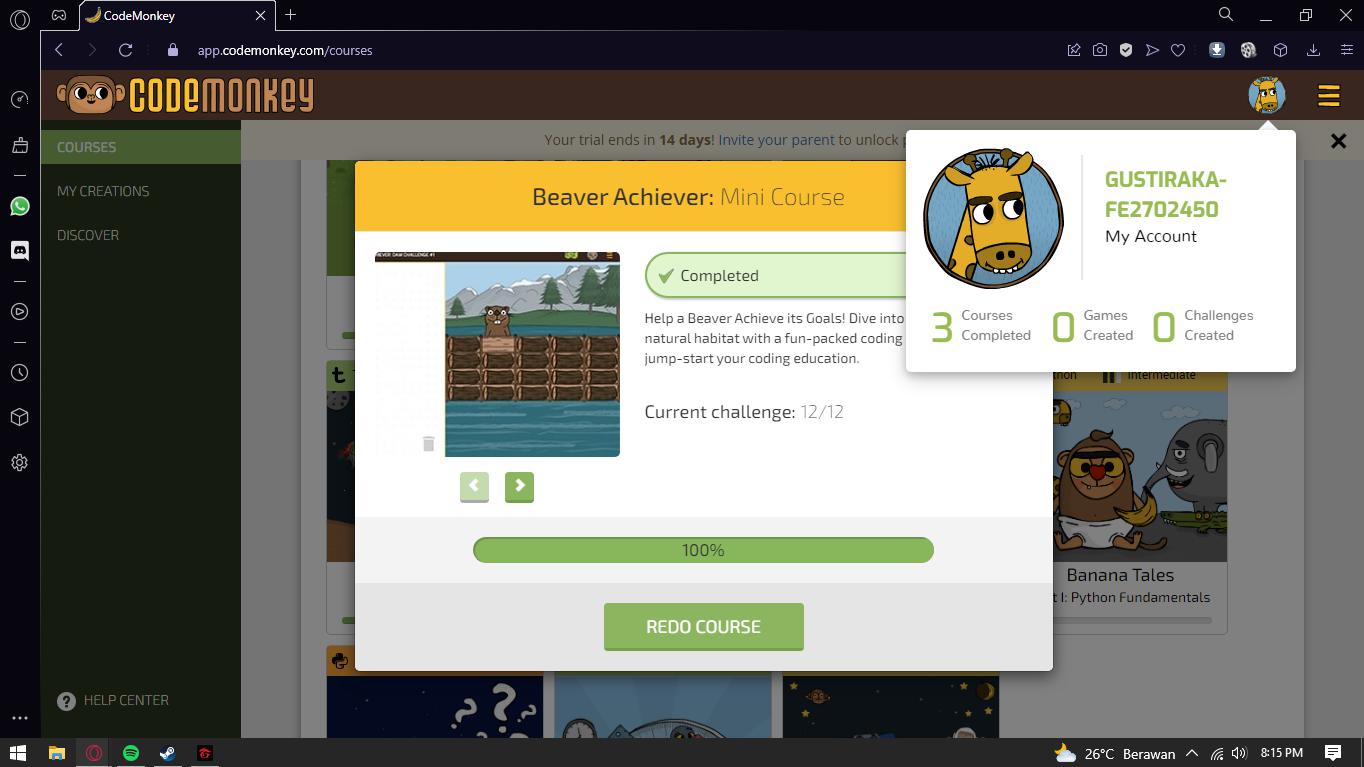 CodeMonkey
app.codemonkey.com/courses
CODEMONKEY
COURSES
MY CREATIONS
DISCOVER
HELP CENTER
Your trial ends in 14 days! Invite your parent to unlock
GUSTIRAKA-
FE2702450
My Account
3 Courses Completed
0 Games Created
0 Challenges Created
Beaver Achiever: Mini Course
Completed
Help a Beaver Achieve its Goals! Dive into
natural habitat with a fun-packed coding
jump-start your coding education.
Current challenge: 12/12
100%
REDO COURSE
Intermediate
Banana Tales
I: Python Fundamentals
26°C Berawan
8:15 PM